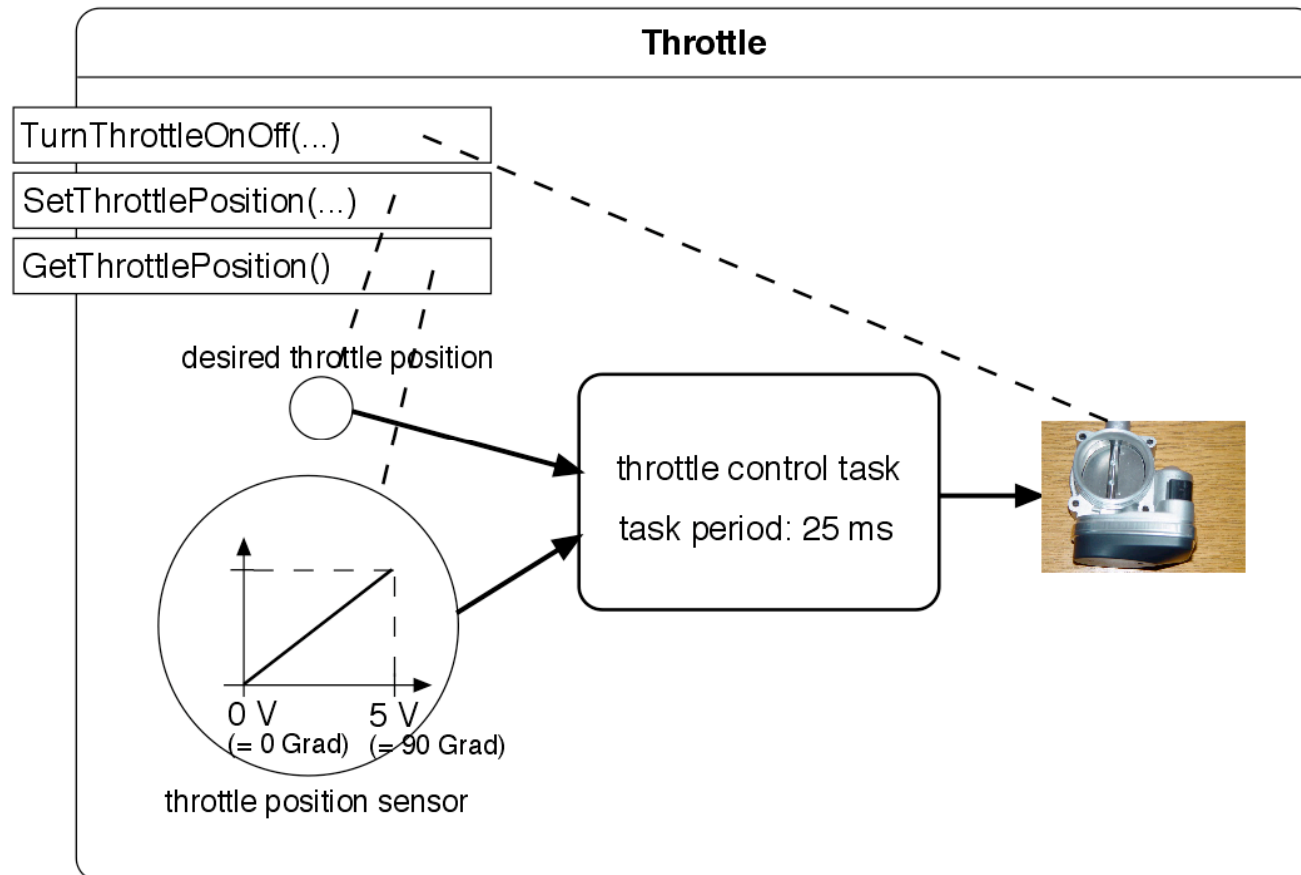 Throttle
TurnThrottleOnOff(...)
SetThrottlePosition(...)
GetThrottlePosition()
desired throttle position
throttle control task
task period: 25 ms
0 V
(= 0 Grad)
5 V
(= 90 Grad)
throttle position sensor